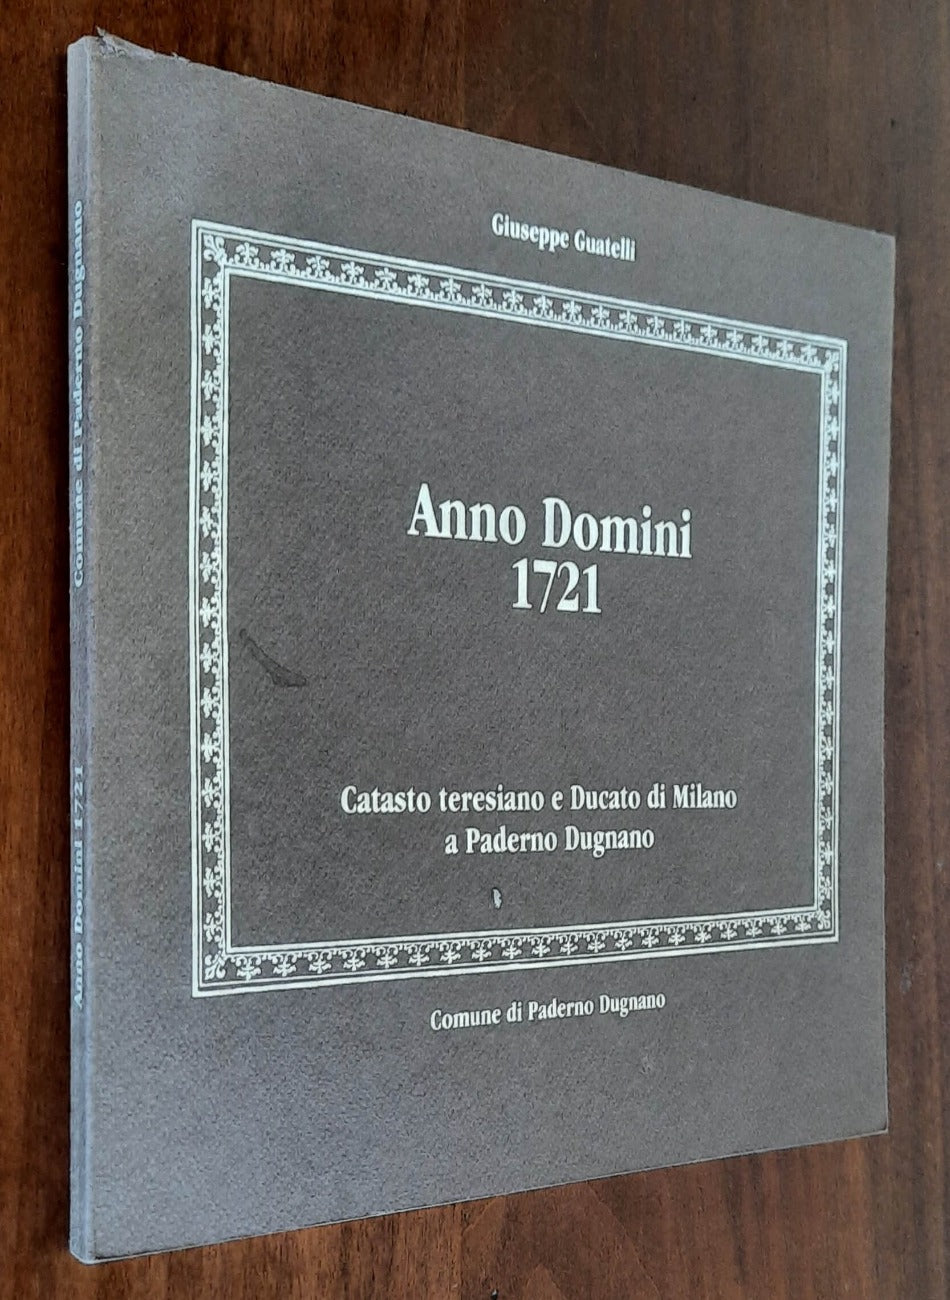 Giuseppe Guatelli
Anno Domini
1721
Catasto teresiano e Ducato di Milano
a Paderno Dugnano
Comune di Paderno Dugnano
Anno Domini 1721 Comune di Paderno Dugnano